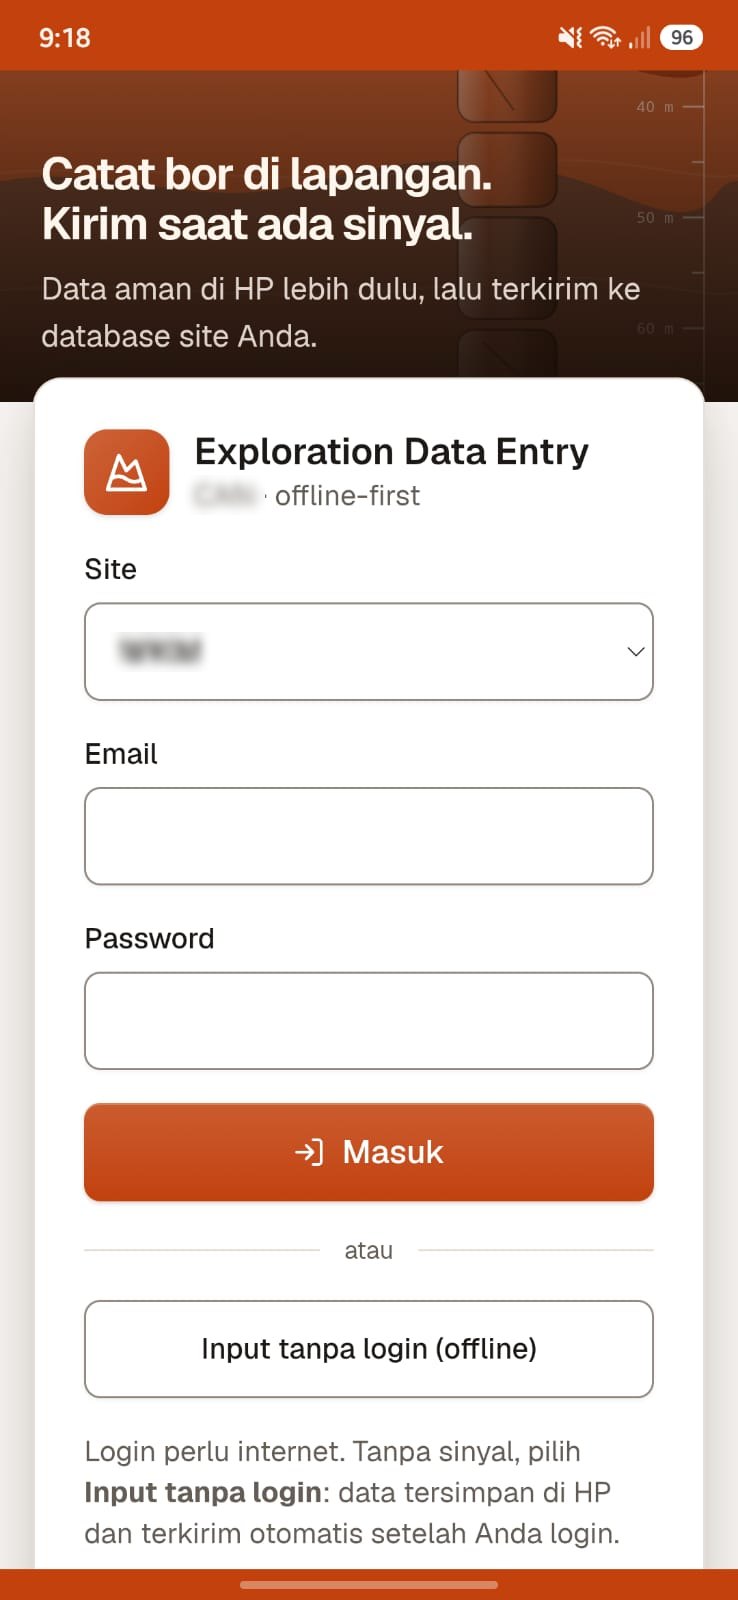 9:18
96
40 m
50 m
60 m
Catat bor di lapangan.
Kirim saat ada sinyal.
Data aman di HP lebih dulu, lalu terkirim ke
database site Anda.
Exploration Data Entry
· offline-first
Site
Email
Password
Masuk
atau
Input tanpa login (offline)
Login perlu internet. Tanpa sinyal, pilih
Input tanpa login: data tersimpan di HP
dan terkirim otomatis setelah Anda login.